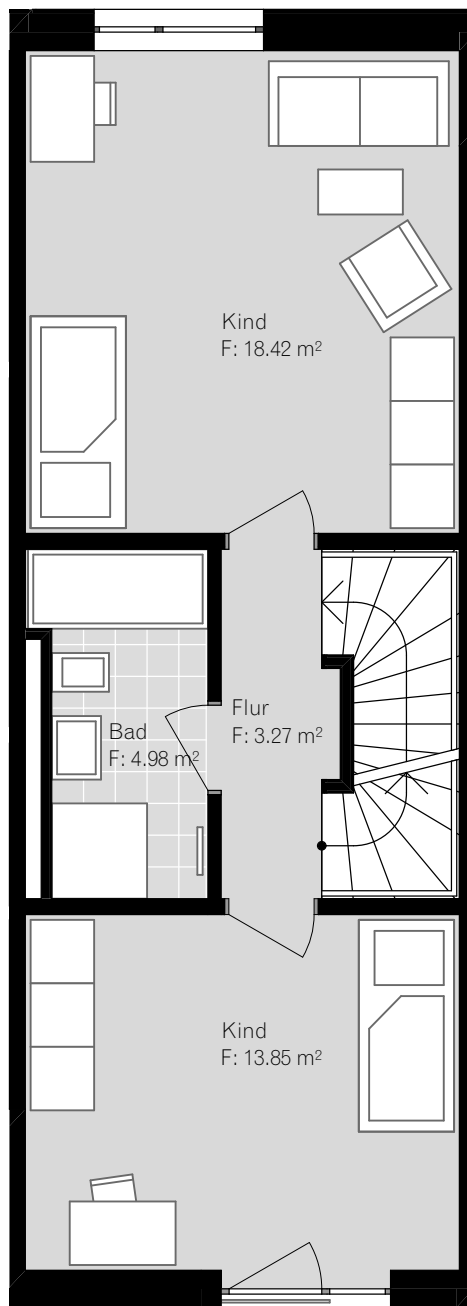 Kind
F: 18.42 m²
Flur
F: 3.27 m²
Bad
F: 4.98 m²
Kind
F: 13.85 m²